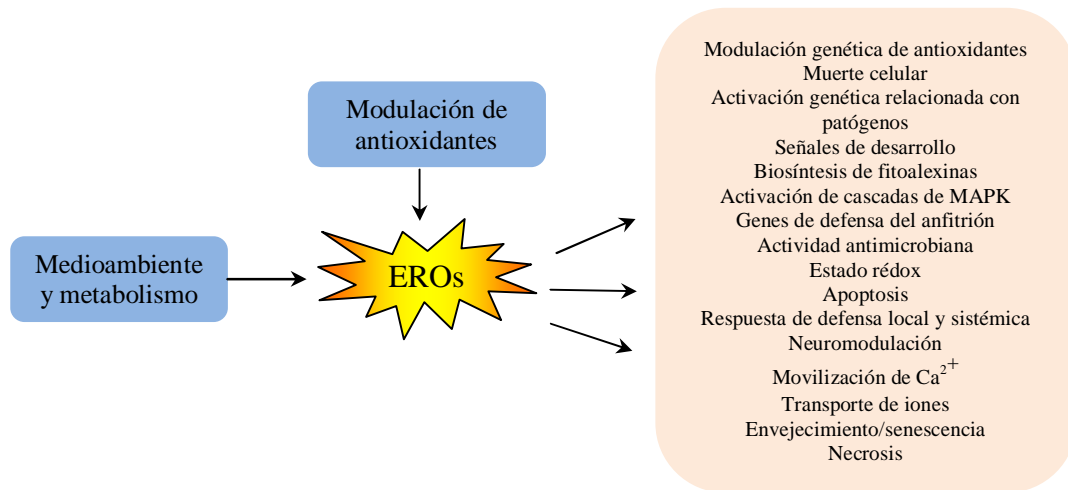 Modulación de
antioxidantes
Medioambiente
y metabolismo
EROs
Modulación genética de antioxidantes
Muerte celular
Activación genética relacionada con
patógenos
Señales de desarrollo
Biosíntesis de fitoalexinas
Activación de cascadas de MAPK
Genes de defensa del anfitrión
Actividad antimicrobiana
Estado rédox
Apoptosis
Respuesta de defensa local y sistémica
Neuromodulación
Movilización de Ca²⁺
Transporte de iones
Envejecimiento/senescencia
Necrosis